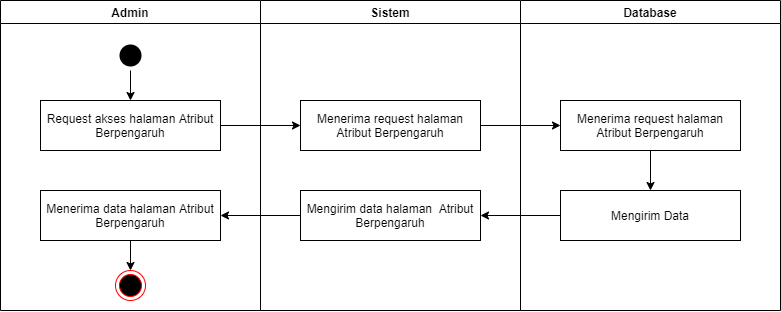 Admin
Sistem
Database
Request akses halaman Atribut
Berpengaruh
Menerima request halaman
Atribut Berpengaruh
Menerima request halaman
Atribut Berpengaruh
Menerima data halaman Atribut
Berpengaruh
Mengirim data halaman Atribut
Berpengaruh
Mengirim Data